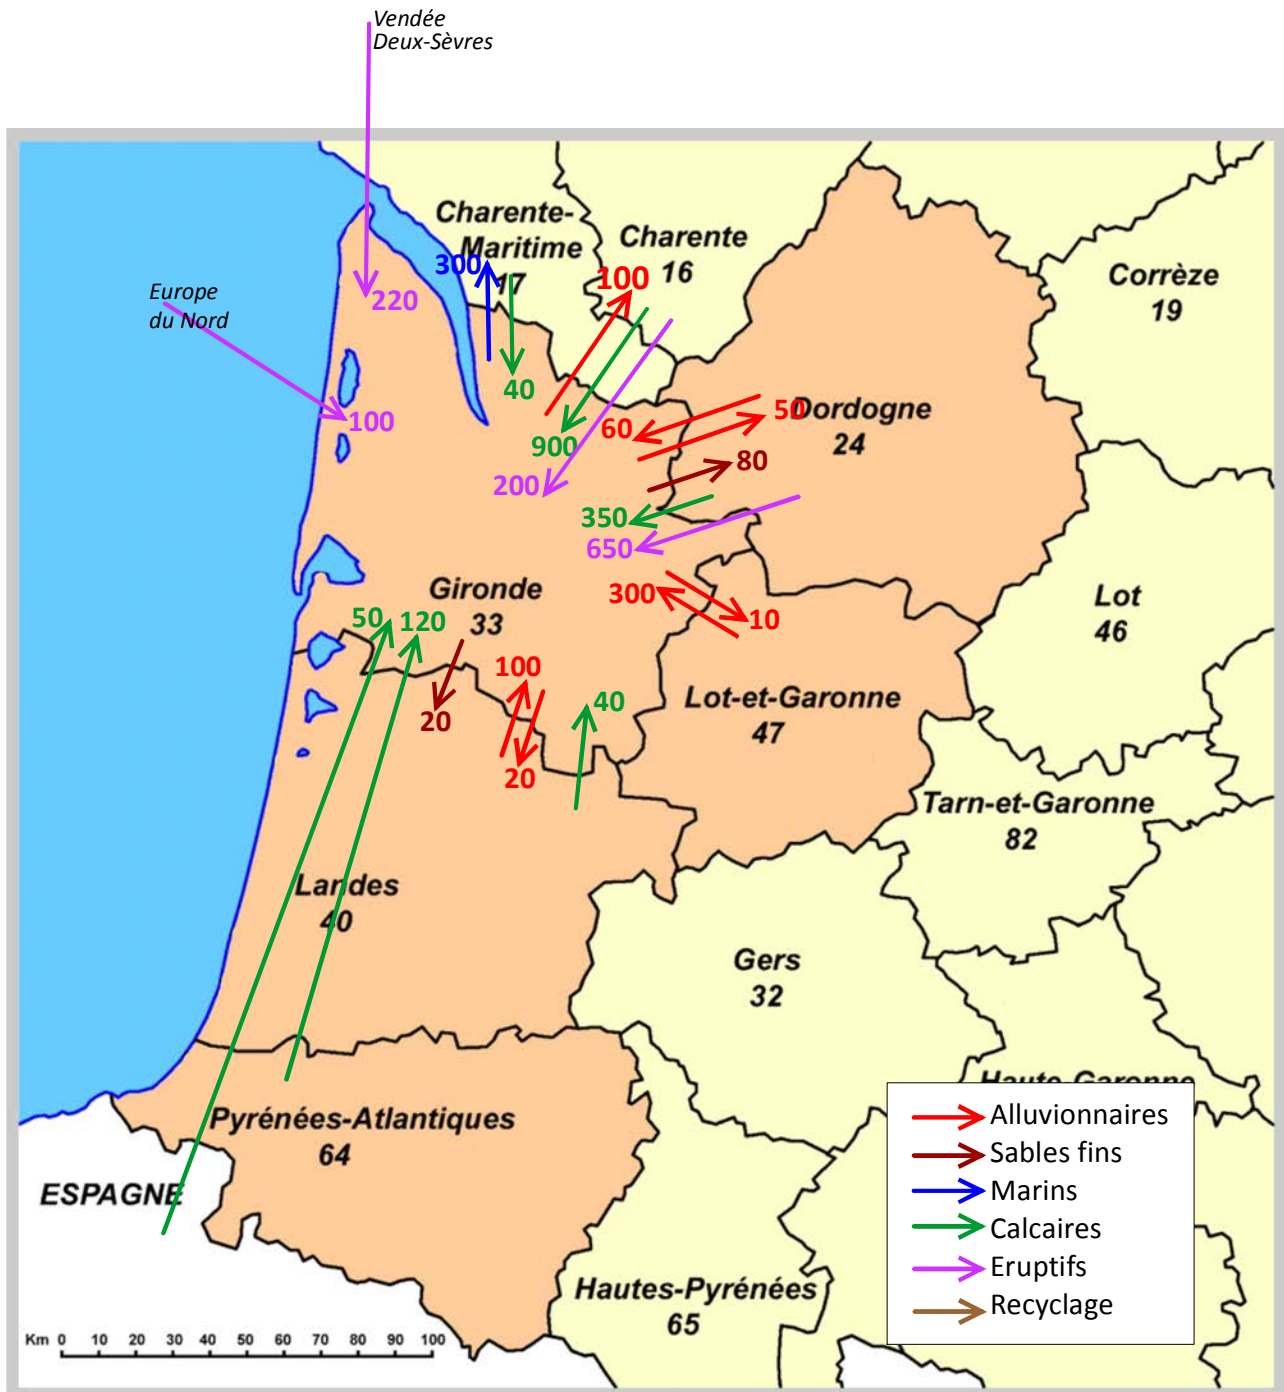 Vendée
Deux-Sèvres
Charente-
Maritime
17
Charente
16
300
100
Corrèze
19
Europe
du Nord
220
40
100
60
50
Dordogne
24
900
200
80
350
650
Gironde
33
300
10
Lot
46
50
120
100
20
40
20
Lot-et-Garonne
47
Tarn-et-Garonne
82
Landes
40
Gers
32
Haute-Garonne
Pyrénées-Atlantiques
64
ESPAGNE
Hautes-Pyrénées
65
Alluvionnaires
Sables fins
Marins
Calcaires
Eruptifs
Recyclage
Km 0 10 20 30 40 50 60 70 80 90 100